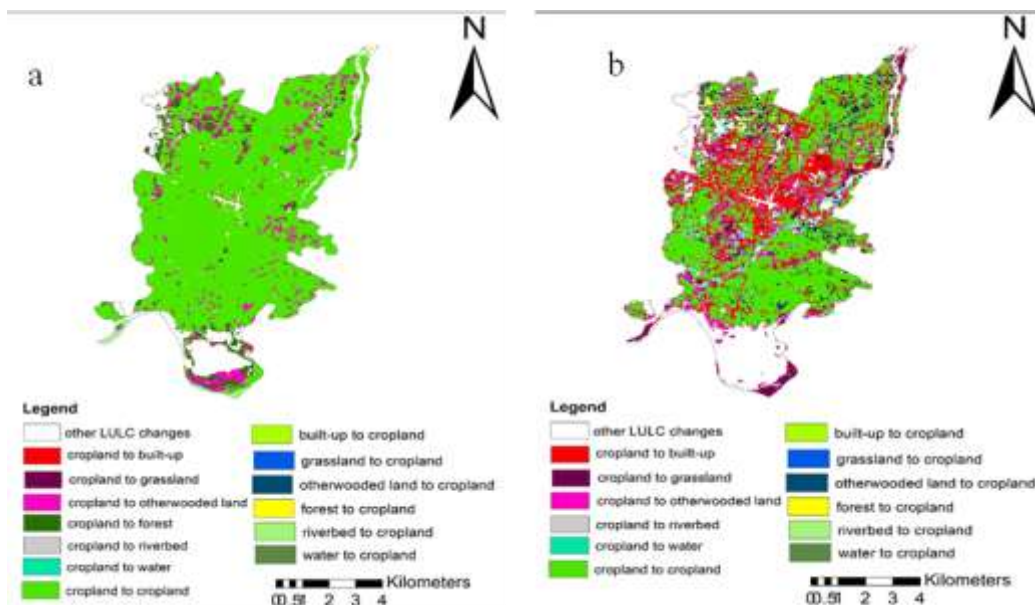 a
N
Legend
other LULC changes
cropland to built-up
cropland to grassland
cropland to otherwooded land
cropland to forest
cropland to riverbed
cropland to water
cropland to cropland
built-up to cropland
grassland to cropland
otherwooded land to cropland
forest to cropland
riverbed to cropland
water to cropland
Kilometers
00.51 2 3 4
b
N
Legend
other LULC changes
cropland to built-up
cropland to grassland
cropland to otherwooded land
cropland to riverbed
cropland to water
cropland to cropland
built-up to cropland
grassland to cropland
otherwooded land to cropland
forest to cropland
riverbed to cropland
water to cropland
Kilometers
00.51 2 3 4